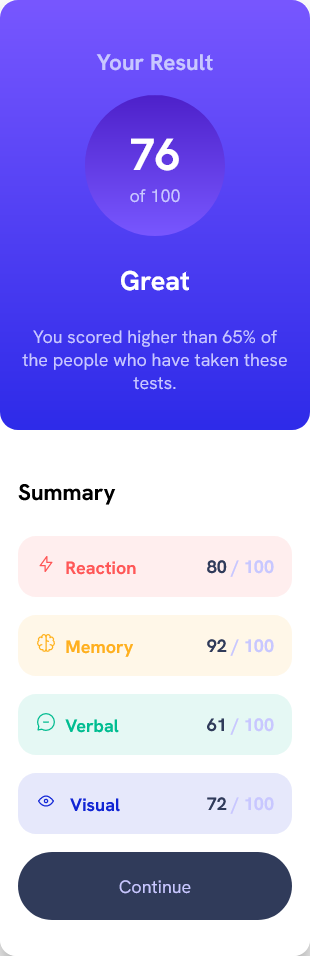 Your Result
76
of 100
Great
You scored higher than 65% of
the people who have taken these
tests.
Summary
Reaction 80 / 100
Memory 92 / 100
Verbal 61 / 100
Visual 72 / 100
Continue